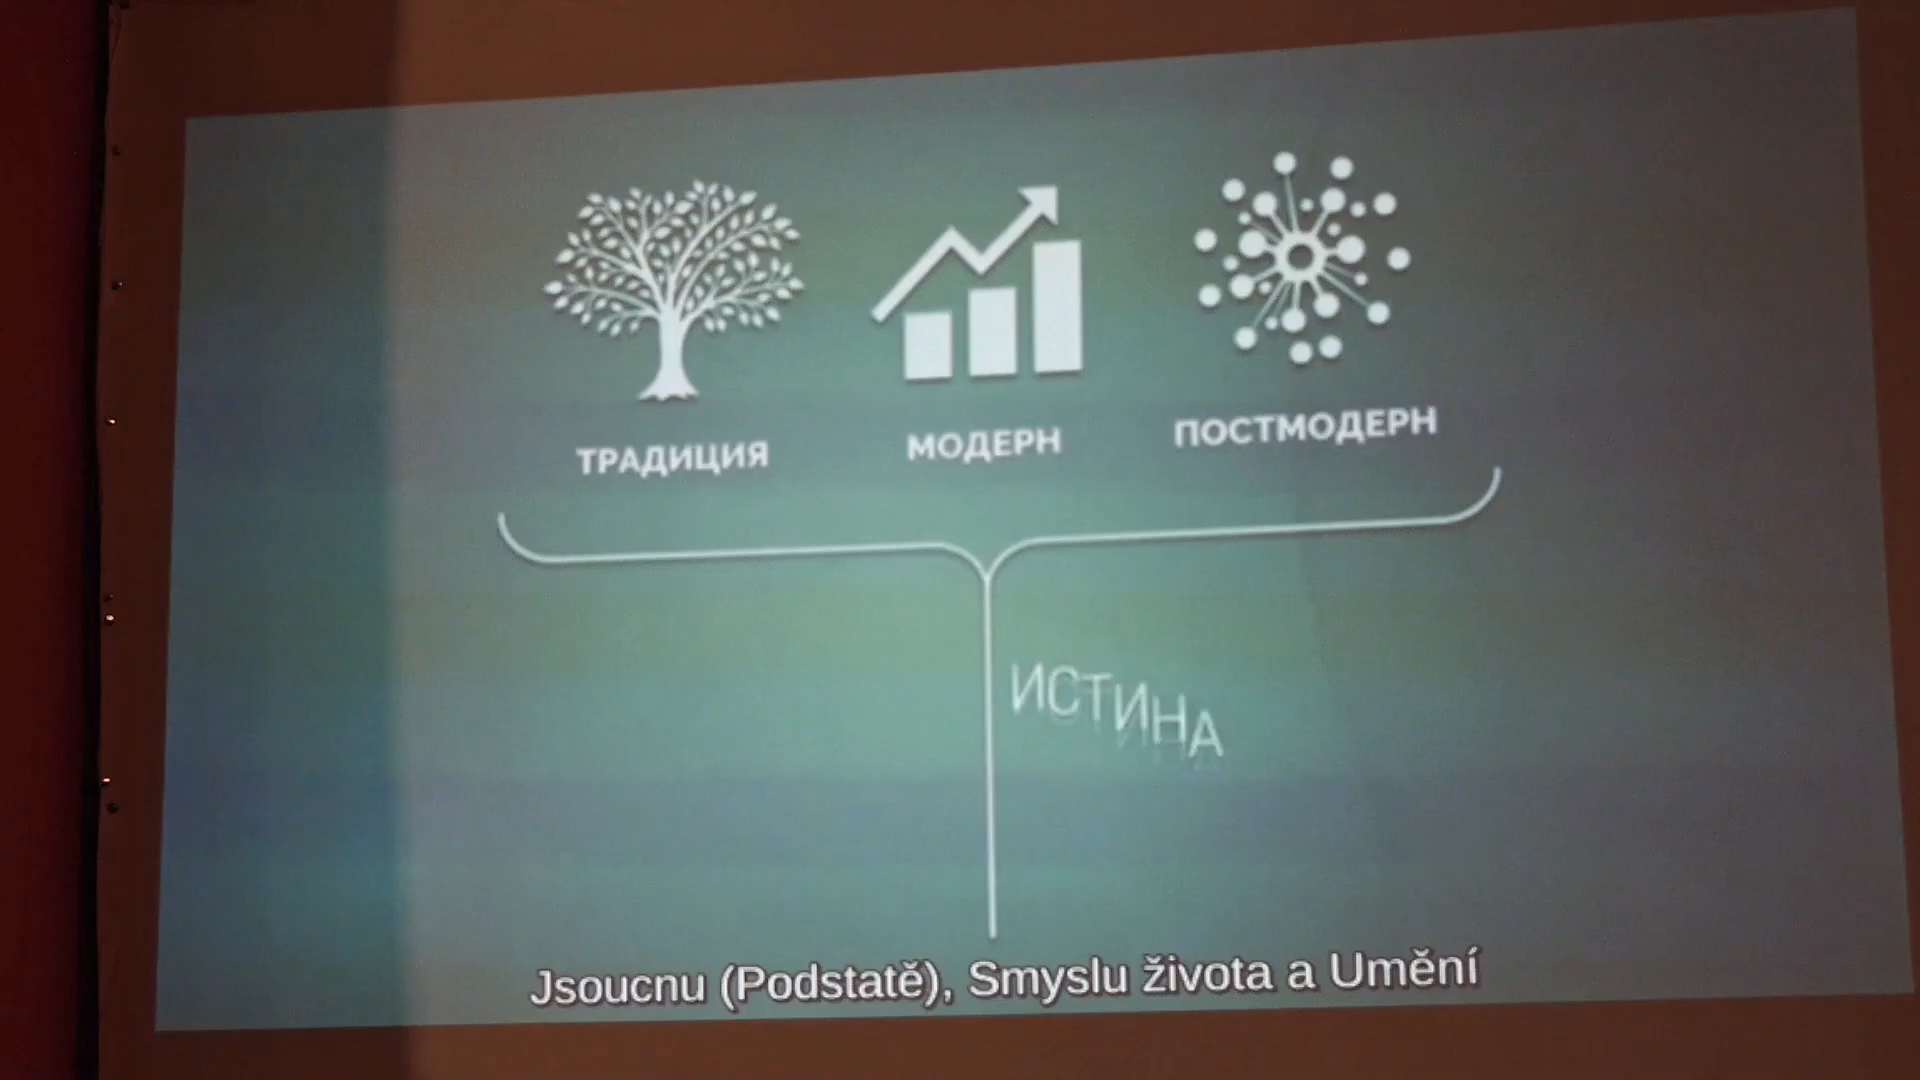 ТРАДИЦИЯ
МОДЕРН
ПОСТМОДЕРН
ИСТИНА
Jsoucnu (Podstatě), Smyslu života a Umění